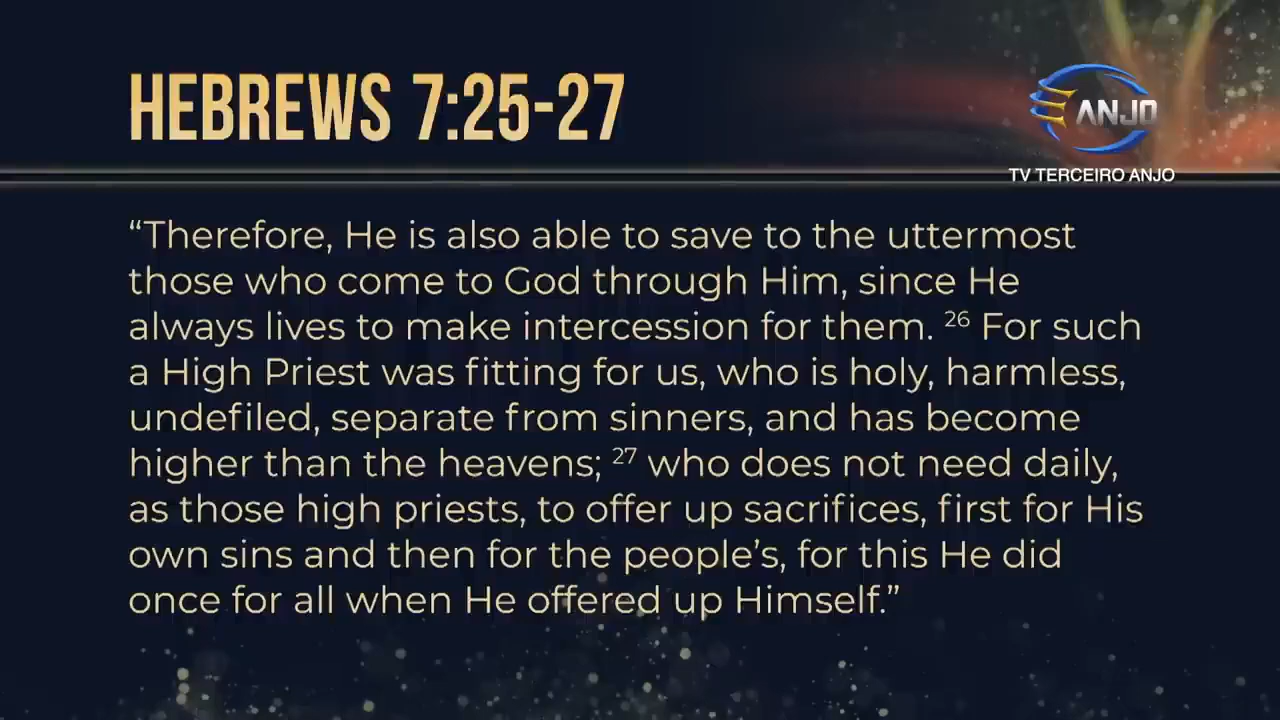 HEBREWS 7:25-27
ANJO
TV TERCEIRO ANJO
“Therefore, He is also able to save to the uttermost
those who come to God through Him, since He
always lives to make intercession for them. 26 For such
a High Priest was fitting for us, who is holy, harmless,
undefiled, separate from sinners, and has become
higher than the heavens; 27 who does not need daily,
as those high priests, to offer up sacrifices, first for His
own sins and then for the people’s, for this He did
once for all when He offered up Himself.”